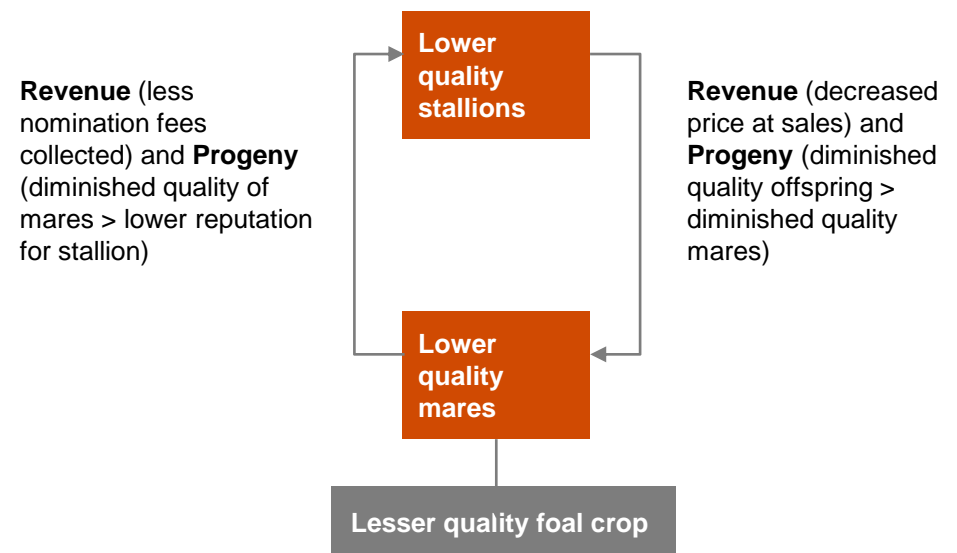 Lower
quality
stallions
Revenue (less
nomination fees
collected) and Progeny
(diminished quality of
mares > lower reputation
for stallion)
Revenue (decreased
price at sales) and
Progeny (diminished
quality offspring >
diminished quality
mares)
Lower
quality
mares
Lesser quality foal crop